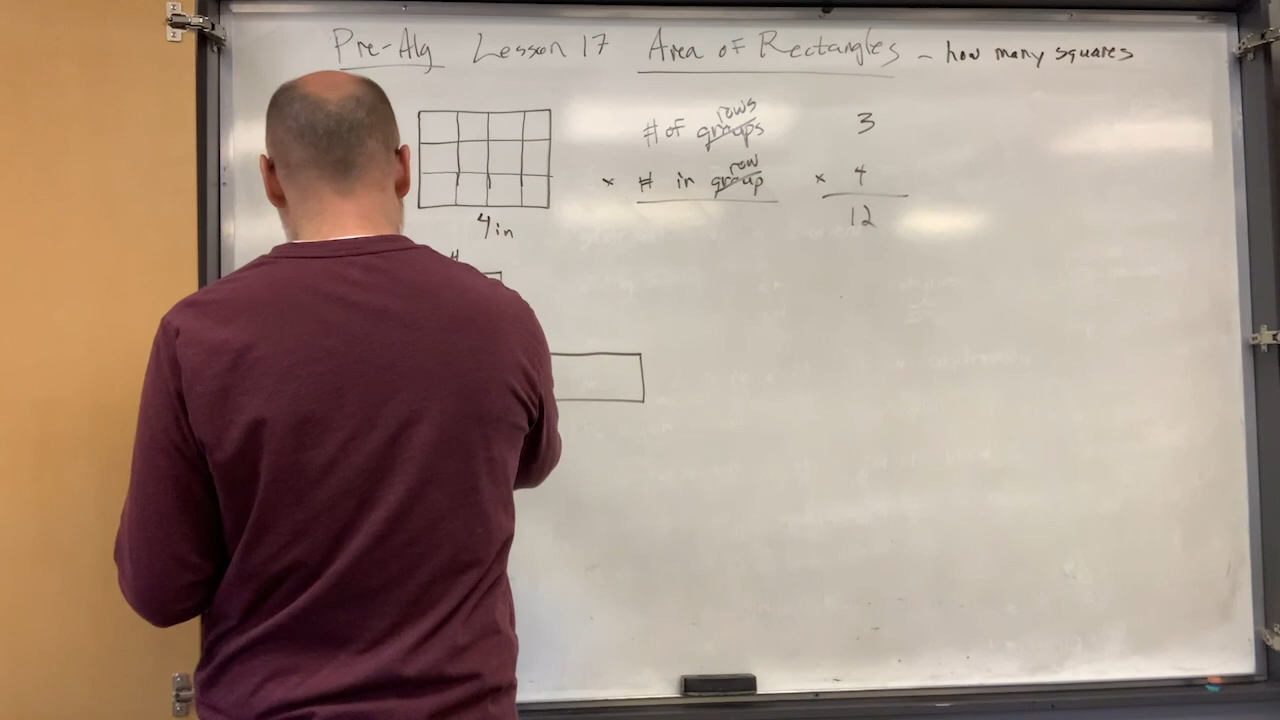 Pre-Alg Lesson 17 Area of Rectangles - how many squares
rows
# of groups 3
row
× # in group × 4
12
4in
4